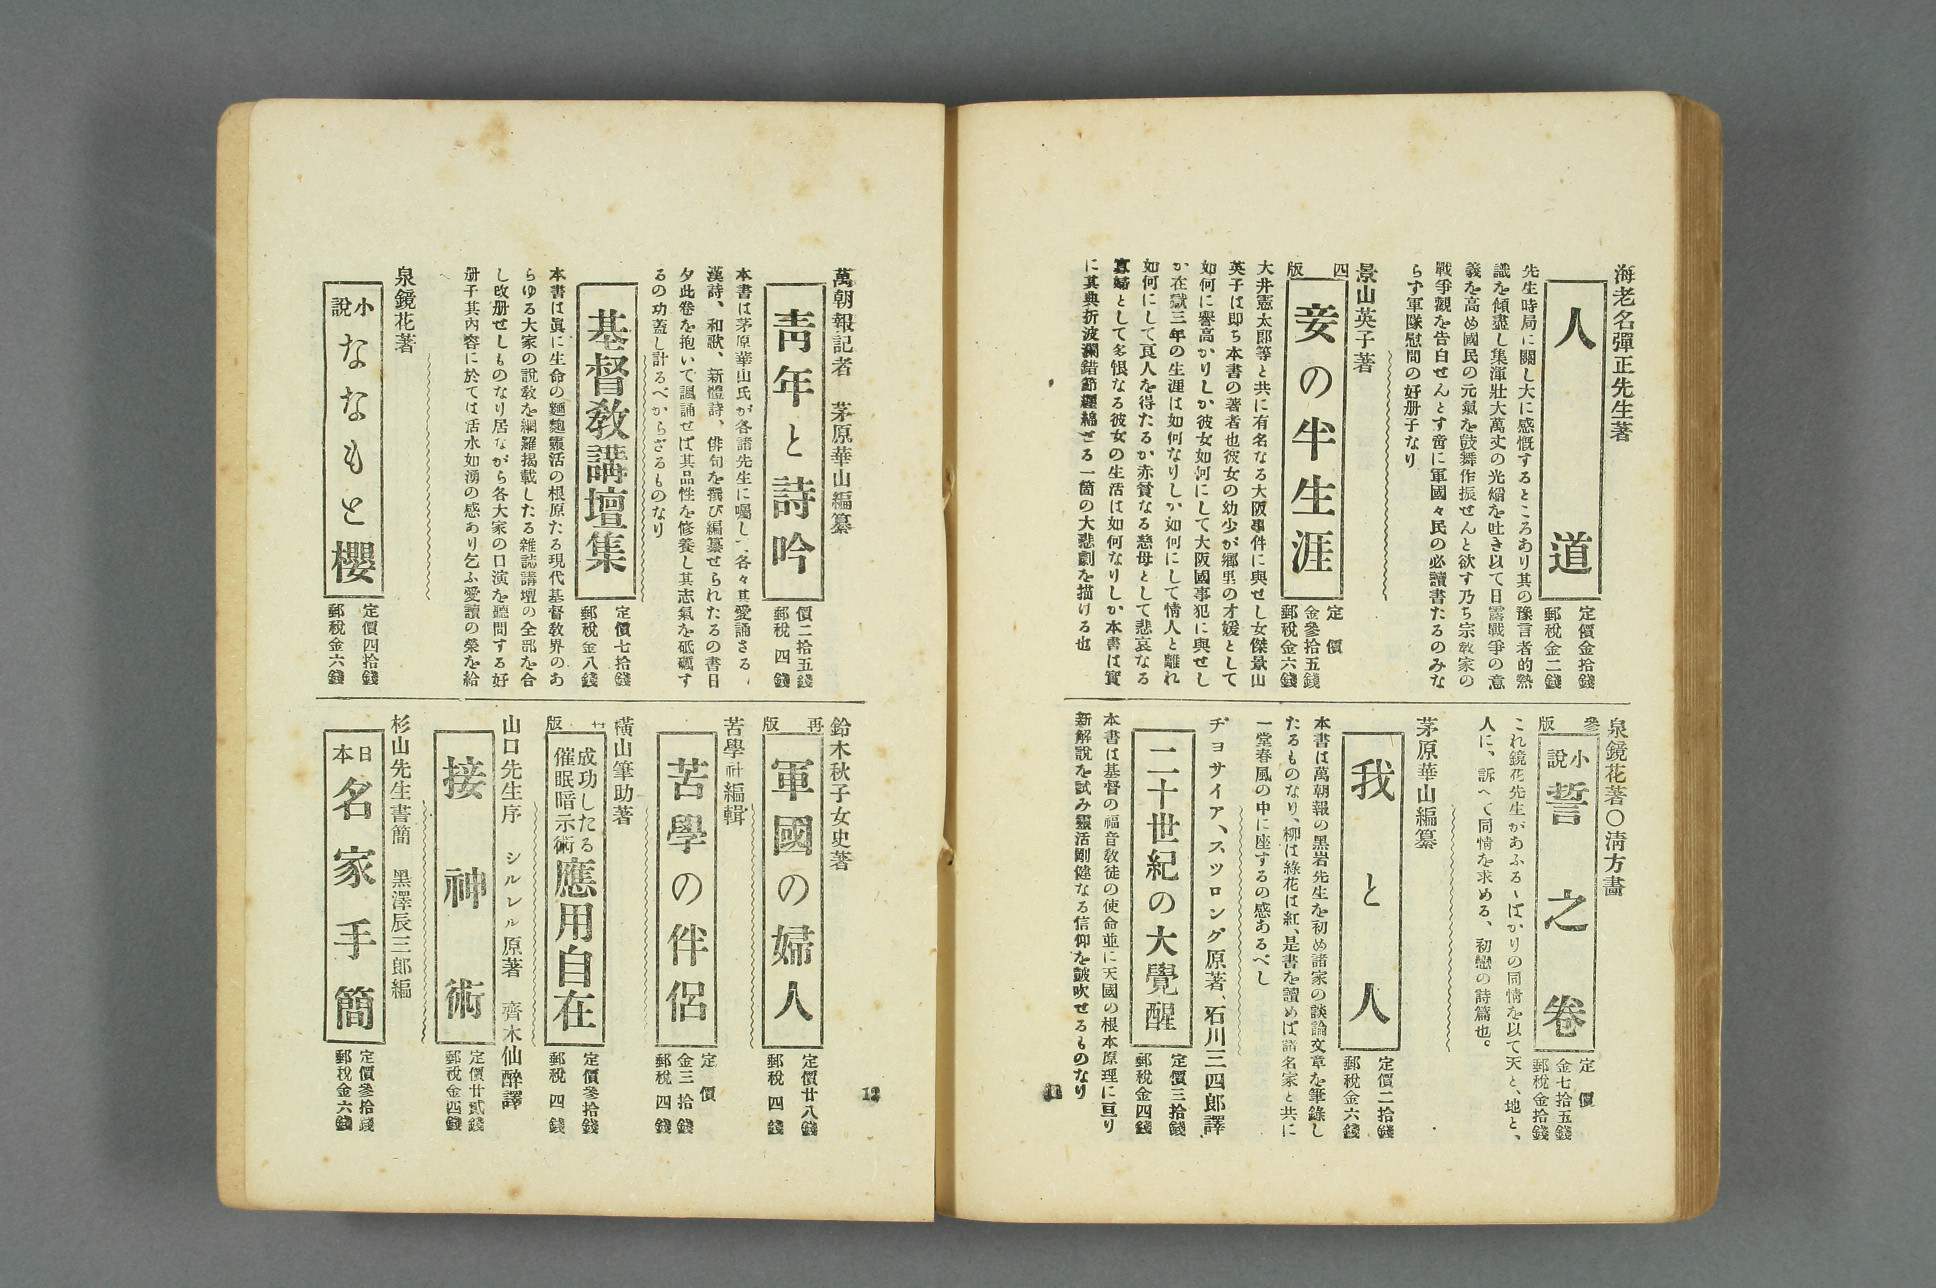 海老名彈正先生著
人道
定價金拾錢
郵稅金二錢
先生時局に關し大に感慨するところあり其の豫言者的熱
識を傾盡し集渾壯大萬丈の光熖を吐き以て日露戰爭の意
義を高め國民の元氣を鼓舞作振せんと欲す乃ち宗敎家の
戰爭觀を告白せんとす啻に軍國々民の必讀書たるのみな
らず軍隊慰問の好册子なり
景山英子著
四版
妾の半生涯
定價
金參拾五錢
郵稅金六錢
大井憲太郎等と共に有名なる大阪事件に與せし女傑景山
英子は即ち本書の著者也彼女の幼少が鄕里の才媛として
如何に譽高かりしか彼女如何にして大阪國事犯に與せし
か在獄三年の生涯は如何なりしか如何にして情人と離れ
如何にして良人を得たるか赤貧なる慈母として悲哀なる
寡婦として多恨なる彼女の生活は如何なりしか本書は實
に其典折波瀾錯節纒綿せる一箇の大悲劇を描ける也
泉鏡花著〇淸方畵
參版
小說 誓之卷
定價
金七拾五錢
郵稅金拾錢
これ鏡花先生があふるゝばかりの同情を以て天と、地と、
人に、訴へて同情を求める、初戀の詩篇也。
茅原華山編纂
我と人
定價二拾錢
郵稅金六錢
本書は萬朝報の黑岩先生を初め諸家の談論文章を筆錄し
たるものなり、柳は綠花は紅、是書を讀めば諸名家と共に
一堂春風の中に座するの感あるべし
ヂョサイア、スツロング原著、石川三四郎譯
二十世紀の大覺醒
定價三拾錢
郵稅金四錢
本書は基督の福音敎徒の使命並に天國の根本原理に亘り
新解說を試み靈活剛健なる信仰を皷吹せるものなり
11
萬朝報記者 茅原華山編纂
靑年と詩吟
價二拾五錢
郵稅四錢
本書は茅原華山氏が各諸先生に囑して、各々其愛誦さるゝ
漢詩、和歌、新體詩、俳句を撰び編纂せられたるの書日
夕此卷を抱いて諷誦せば其品性を修養し其志氣を砥礪す
るの功蓋し計るべからざるものなり
基督敎講壇集
定價七拾錢
郵稅金八錢
本書は眞に生命の麵麭靈活の根原たる現代基督敎界のあ
らゆる大家の說敎を網羅揭載したる雜誌講壇の全部を合
し改册せしものなり居ながら各大家の口演を聽問する好
册子其內容に於ては活水如湧の感あり乞ふ愛讀の榮を給
泉鏡花著
小說 なゝもと櫻
定價四拾錢
郵稅金六錢
鈴木秋子女史著
再版
軍國の婦人
定價廿八錢
郵稅四錢
苦學社編輯
苦學の伴侶
定價
金三拾錢
郵稅四錢
橫山筆助著
版
成功したる
催眠暗示術
應用自在
定價參拾錢
郵稅四錢
山口先生序 シルレル原著 齊木仙醉譯
接神術
定價廿貳錢
郵稅金四錢
杉山先生書簡 黑澤辰三郎編
日本 名家手簡
定價參拾錢
郵稅金六錢
12